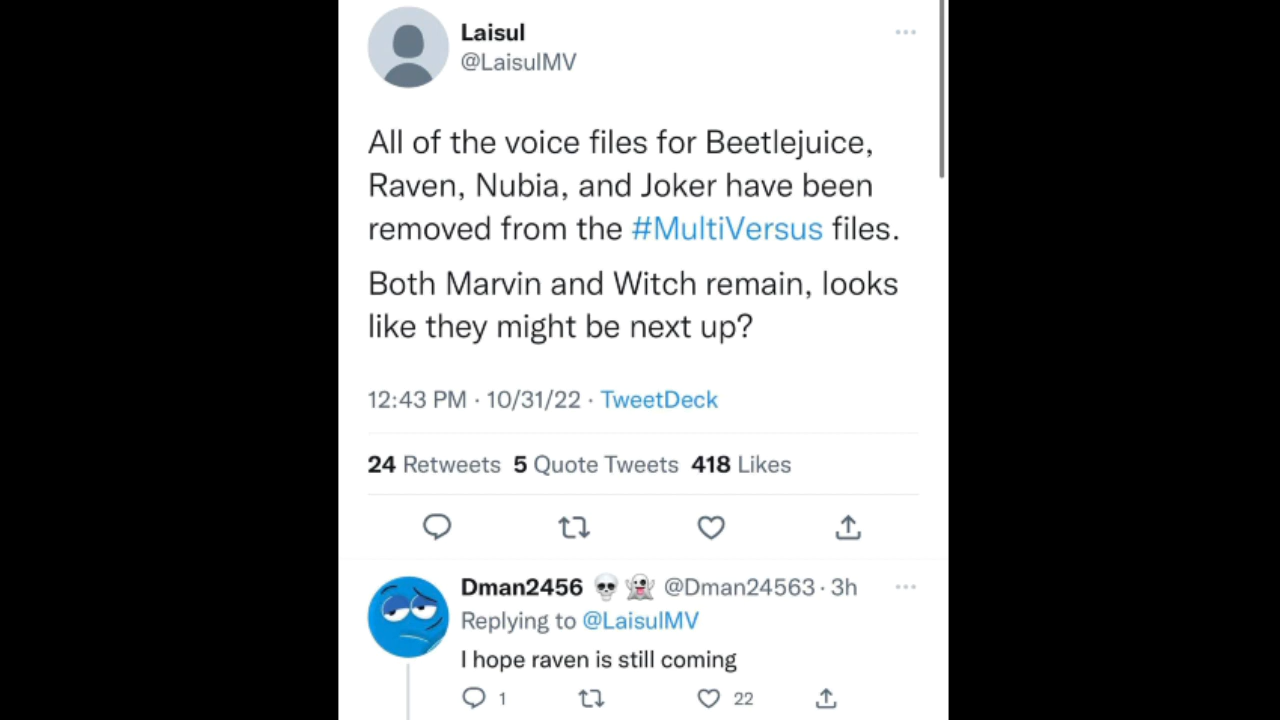 Laisul
@LaisulMV
All of the voice files for Beetlejuice,
Raven, Nubia, and Joker have been
removed from the #MultiVersus files.
Both Marvin and Witch remain, looks
like they might be next up?
12:43 PM · 10/31/22 · TweetDeck
24 Retweets 5 Quote Tweets 418 Likes
Dman2456 💀 👻 @Dman24563 · 3h
Replying to @LaisulMV
I hope raven is still coming
1 22